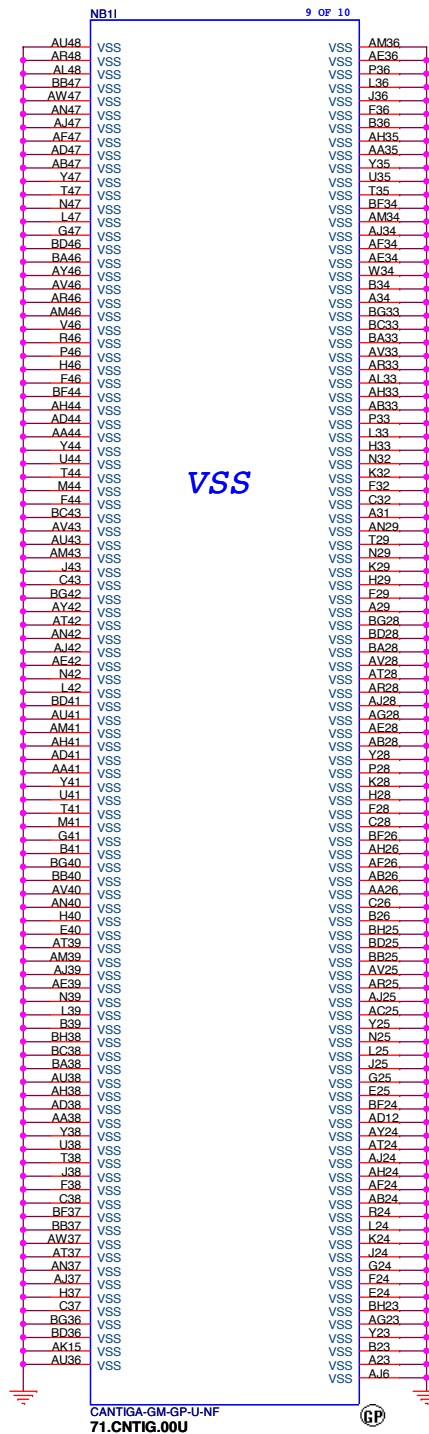 NB1I 9 OF 10
AU48 VSS VSS AM36
AR48 VSS VSS AE36
AL48 VSS VSS P36
BB47 VSS VSS L36
AW47 VSS VSS J36
AN47 VSS VSS F36
AJ47 VSS VSS B36
AF47 VSS VSS AH35
AD47 VSS VSS AA35
AB47 VSS VSS Y35
Y47 VSS VSS U35
T47 VSS VSS T35
N47 VSS VSS BF34
L47 VSS VSS AM34
G47 VSS VSS AJ34
BD46 VSS VSS AF34
BA46 VSS VSS AE34
AY46 VSS VSS W34
AV46 VSS VSS B34
AR46 VSS VSS A34
AM46 VSS VSS BG33
V46 VSS VSS BC33
R46 VSS VSS BA33
P46 VSS VSS AV33
H46 VSS VSS AR33
F46 VSS VSS AL33
BF44 VSS VSS AH33
AH44 VSS VSS AB33
AD44 VSS VSS P33
AA44 VSS VSS L33
Y44 VSS VSS H33
U44 VSS VSS N32
T44 VSS VSS K32
M44 VSS VSS F32
F44 VSS VSS C32
BC43 VSS VSS A31
AV43 VSS VSS AN29
AU43 VSS VSS T29
AM43 VSS VSS N29
J43 VSS VSS K29
C43 VSS VSS H29
BG42 VSS VSS F29
AY42 VSS VSS A29
AT42 VSS VSS BG28
AN42 VSS VSS BD28
AJ42 VSS VSS BA28
AE42 VSS VSS AV28
N42 VSS VSS AT28
L42 VSS VSS AR28
BD41 VSS VSS AJ28
AU41 VSS VSS AG28
AM41 VSS VSS AE28
AH41 VSS VSS AB28
AD41 VSS VSS Y28
AA41 VSS VSS P28
Y41 VSS VSS K28
U41 VSS VSS H28
T41 VSS VSS F28
M41 VSS VSS C28
G41 VSS VSS BF26
B41 VSS VSS AH26
BG40 VSS VSS AF26
BB40 VSS VSS AB26
AV40 VSS VSS AA26
AN40 VSS VSS C26
H40 VSS VSS B26
E40 VSS VSS BH25
AT39 VSS VSS BD25
AM39 VSS VSS BB25
AJ39 VSS VSS AV25
AE39 VSS VSS AR25
N39 VSS VSS AJ25
L39 VSS VSS AC25
B39 VSS VSS Y25
BH38 VSS VSS N25
BC38 VSS VSS L25
BA38 VSS VSS J25
AU38 VSS VSS G25
AH38 VSS VSS E25
AD38 VSS VSS BF24
AA38 VSS VSS AD12
Y38 VSS VSS AY24
U38 VSS VSS AT24
T38 VSS VSS AJ24
J38 VSS VSS AH24
F38 VSS VSS AF24
C38 VSS VSS AB24
BF37 VSS VSS R24
BB37 VSS VSS L24
AW37 VSS VSS K24
AT37 VSS VSS J24
AN37 VSS VSS G24
AJ37 VSS VSS F24
H37 VSS VSS E24
C37 VSS VSS BH23
BG36 VSS VSS AG23
BD36 VSS VSS Y23
AK15 VSS VSS B23
AU36 VSS VSS A23
VSS AJ6
VSS
CANTIGA-GM-GP-U-NF
71.CNTIG.00U
GP